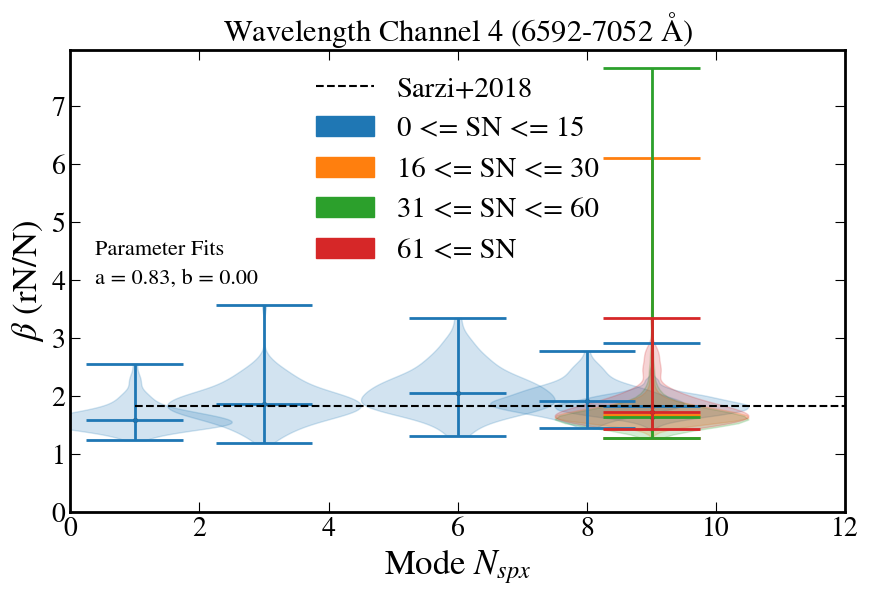 Wavelength Channel 4 (6592-7052 Å)
Sarzi+2018
0 <= SN <= 15
16 <= SN <= 30
31 <= SN <= 60
61 <= SN
Parameter Fits
a = 0.83, b = 0.00
β (rN/N)
7
6
5
4
3
2
1
0
0 2 4 6 8 10 12
Mode N_{spx}